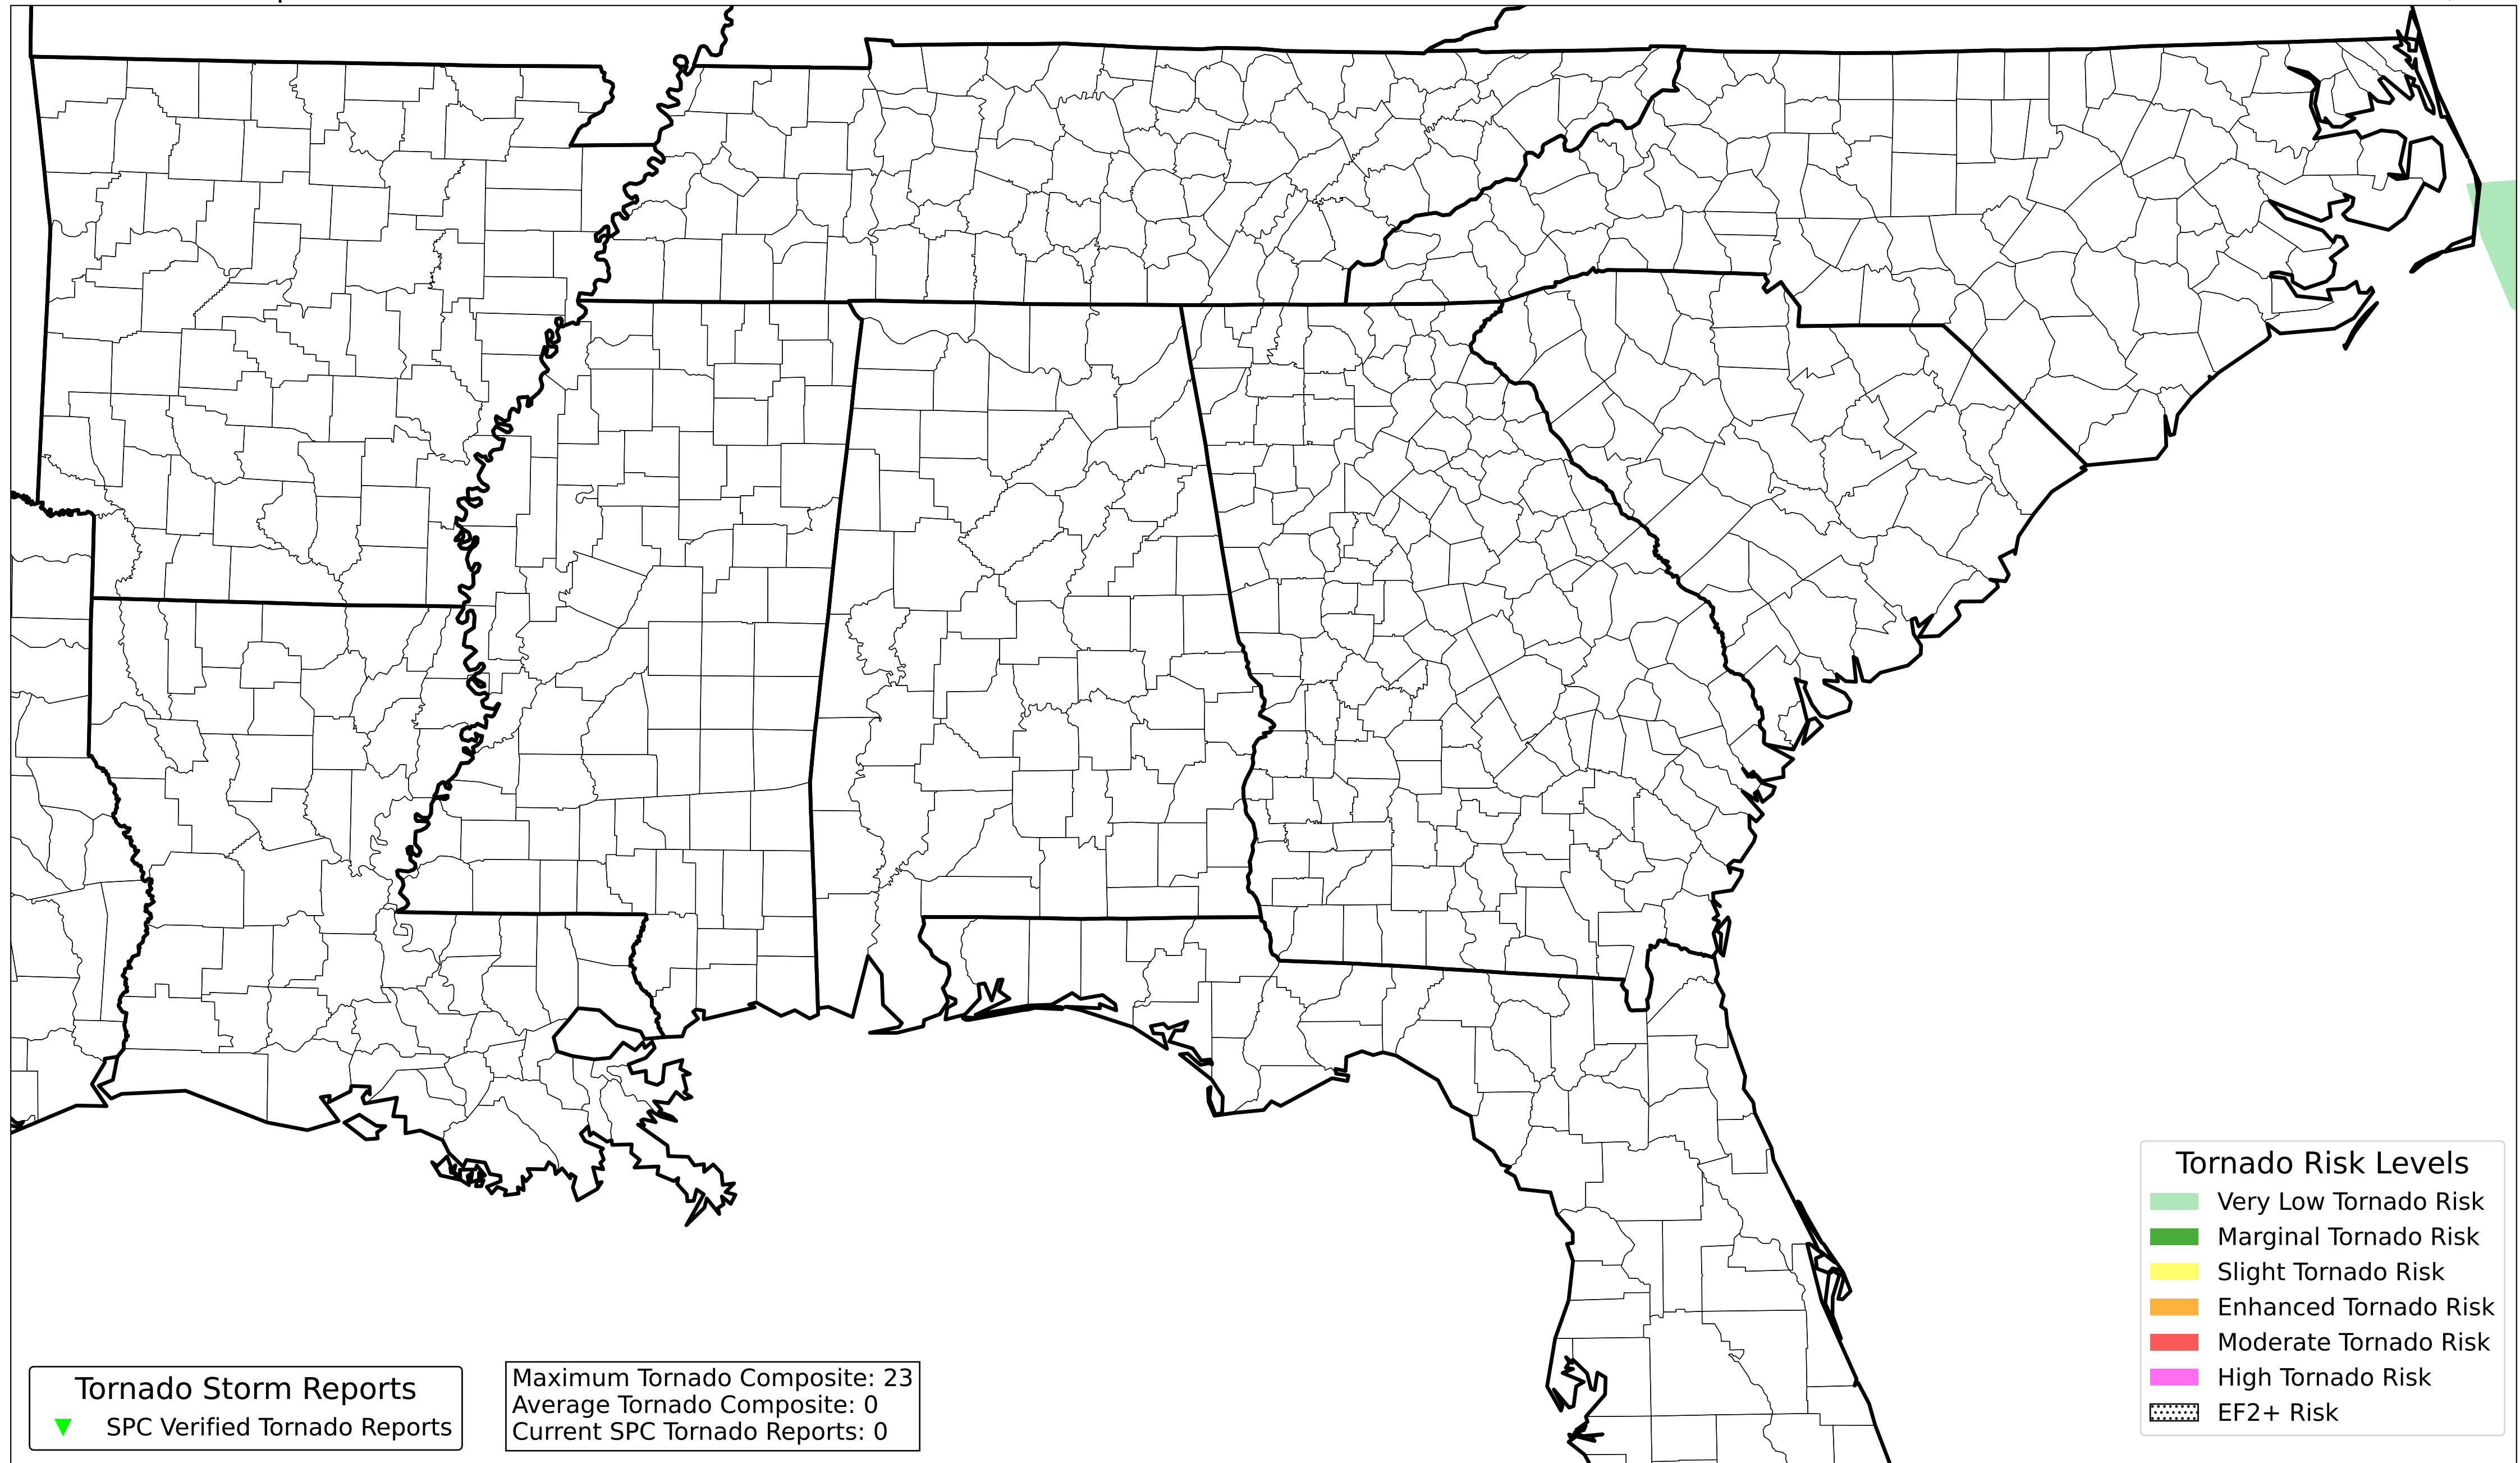 Tornado Risk Levels
Very Low Tornado Risk
Marginal Tornado Risk
Slight Tornado Risk
Enhanced Tornado Risk
Moderate Tornado Risk
High Tornado Risk
EF2+ Risk
Tornado Storm Reports
SPC Verified Tornado Reports
Maximum Tornado Composite: 23
Average Tornado Composite: 0
Current SPC Tornado Reports: 0